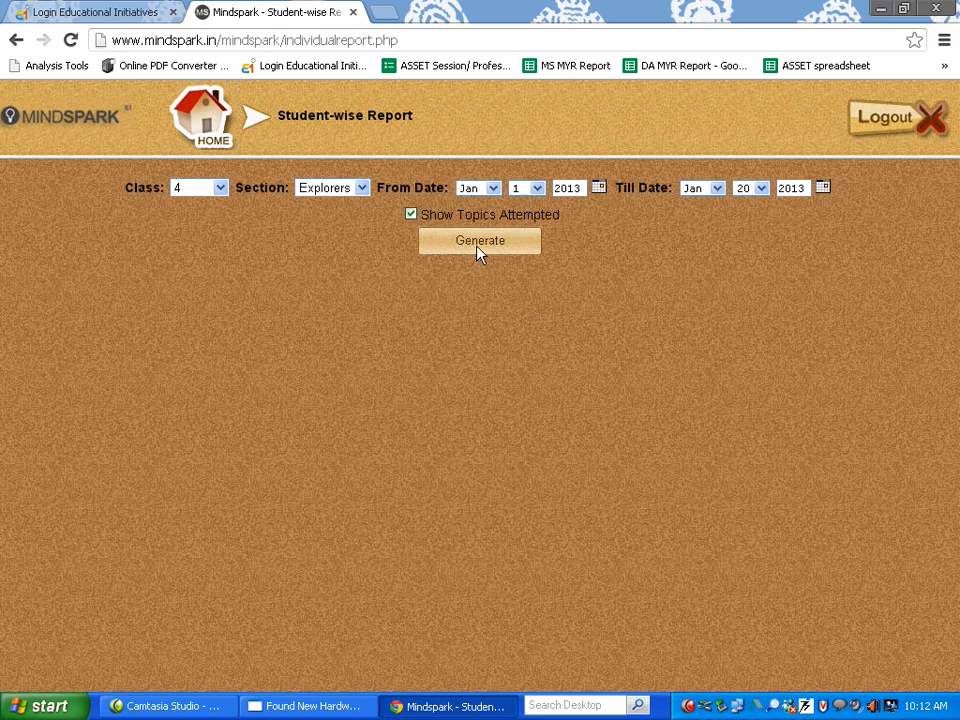 Login Educational Initiatives
Mindspark - Student-wise Re
www.mindspark.in/mindspark/individualreport.php
Analysis Tools
Online PDF Converter ...
Login Educational Initi...
ASSET Session/ Profes...
MS MYR Report
DA MYR Report - Goo...
ASSET spreadsheet
»
MINDSPARK
HOME
Student-wise Report
Logout
Class: 4 Section: Explorers From Date: Jan 1 2013 Till Date: Jan 20 2013
Show Topics Attempted
Generate
start
Camtasia Studio - ...
Found New Hardw...
Mindspark - Studen...
Search Desktop
10:12 AM